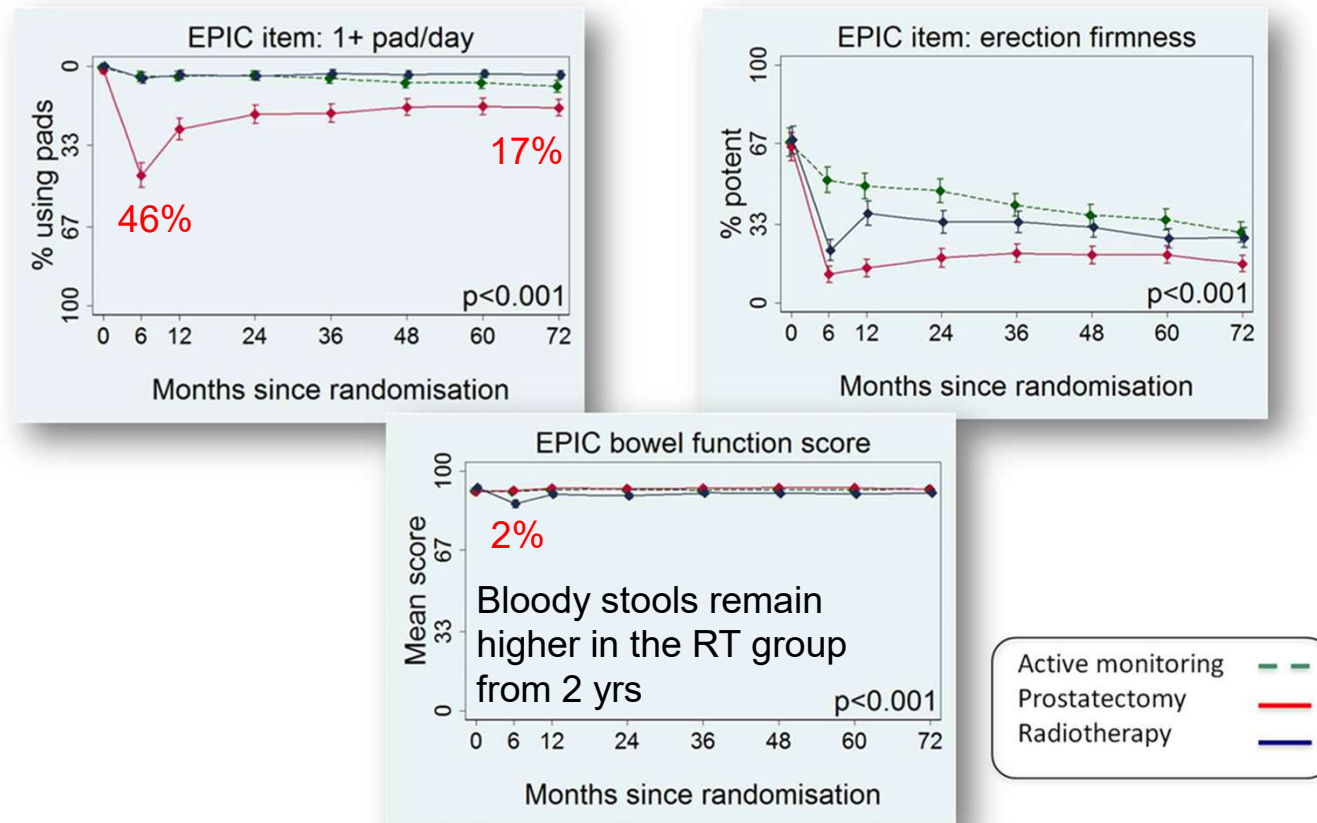 EPIC item: 1+ pad/day
% using pads
0
33
67
100
46%
17%
p<0.001
0 6 12 24 36 48 60 72
Months since randomisation
EPIC item: erection firmness
% potent
100
67
33
0
p<0.001
0 6 12 24 36 48 60 72
Months since randomisation
EPIC bowel function score
Mean score
100
67
33
0
2%
Bloody stools remain
higher in the RT group
from 2 yrs
p<0.001
0 6 12 24 36 48 60 72
Months since randomisation
Active monitoring
Prostatectomy
Radiotherapy